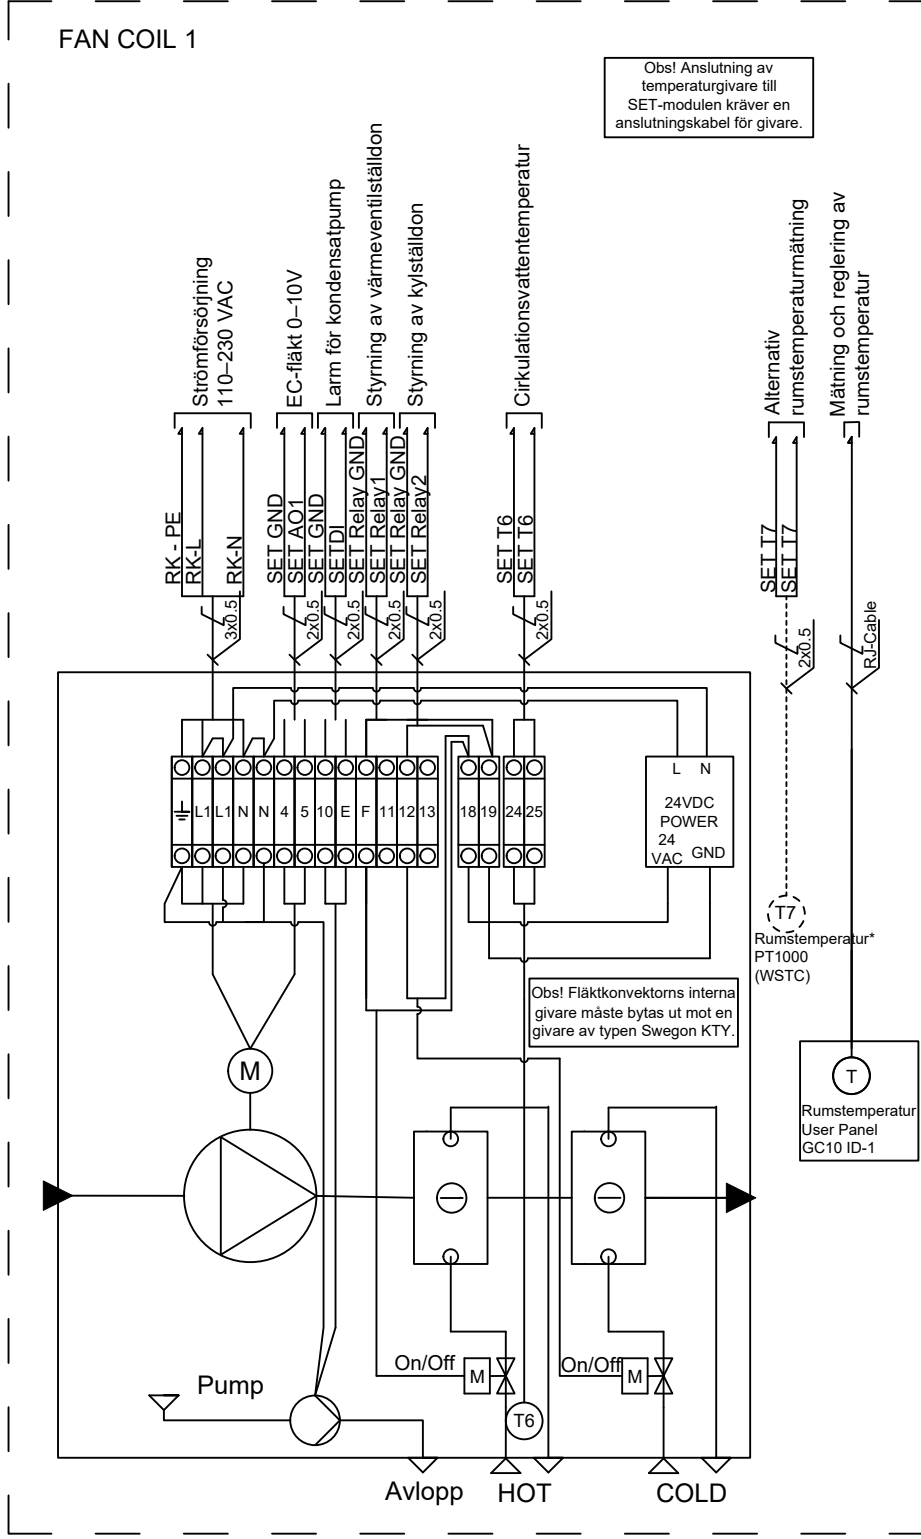 FAN COIL 1
Obs! Anslutning av
temperaturgivare till
SET-modulen kräver en
anslutningskabel för givare.
Strömförsörjning
110–230 VAC
EC-fläkt 0–10V
Larm för kondensatpump
Styrning av värmeventilställdon
Styrning av kylställdon
Cirkulationsvattentemperatur
Alternativ
rumstemperaturmätning
Mätning och reglering av
rumstemperatur
RK - PE
RK-L
RK-N
SET GND
SET AO1
SET GND
SET DI
SET Relay GND
SET Relay1
SET Relay GND
SET Relay2
SET T6
SET T6
SET T7
SET T7
3x0.5
2x0.5
2x0.5
2x0.5
2x0.5
2x0.5
2x0.5
RJ-Cable
L1 L1 N N 4 5 10 E F 11 12 13 18 19 24 25
L N
24VDC
POWER
24
VAC GND
T7
Rumstemperatur*
PT1000
(WSTC)
Obs! Fläktkonvektorns interna
givare måste bytas ut mot en
givare av typen Swegon KTY.
M
T
Rumstemperatur
User Panel
GC10 ID-1
On/Off
M
On/Off
M
Pump
T6
Avlopp
HOT
COLD